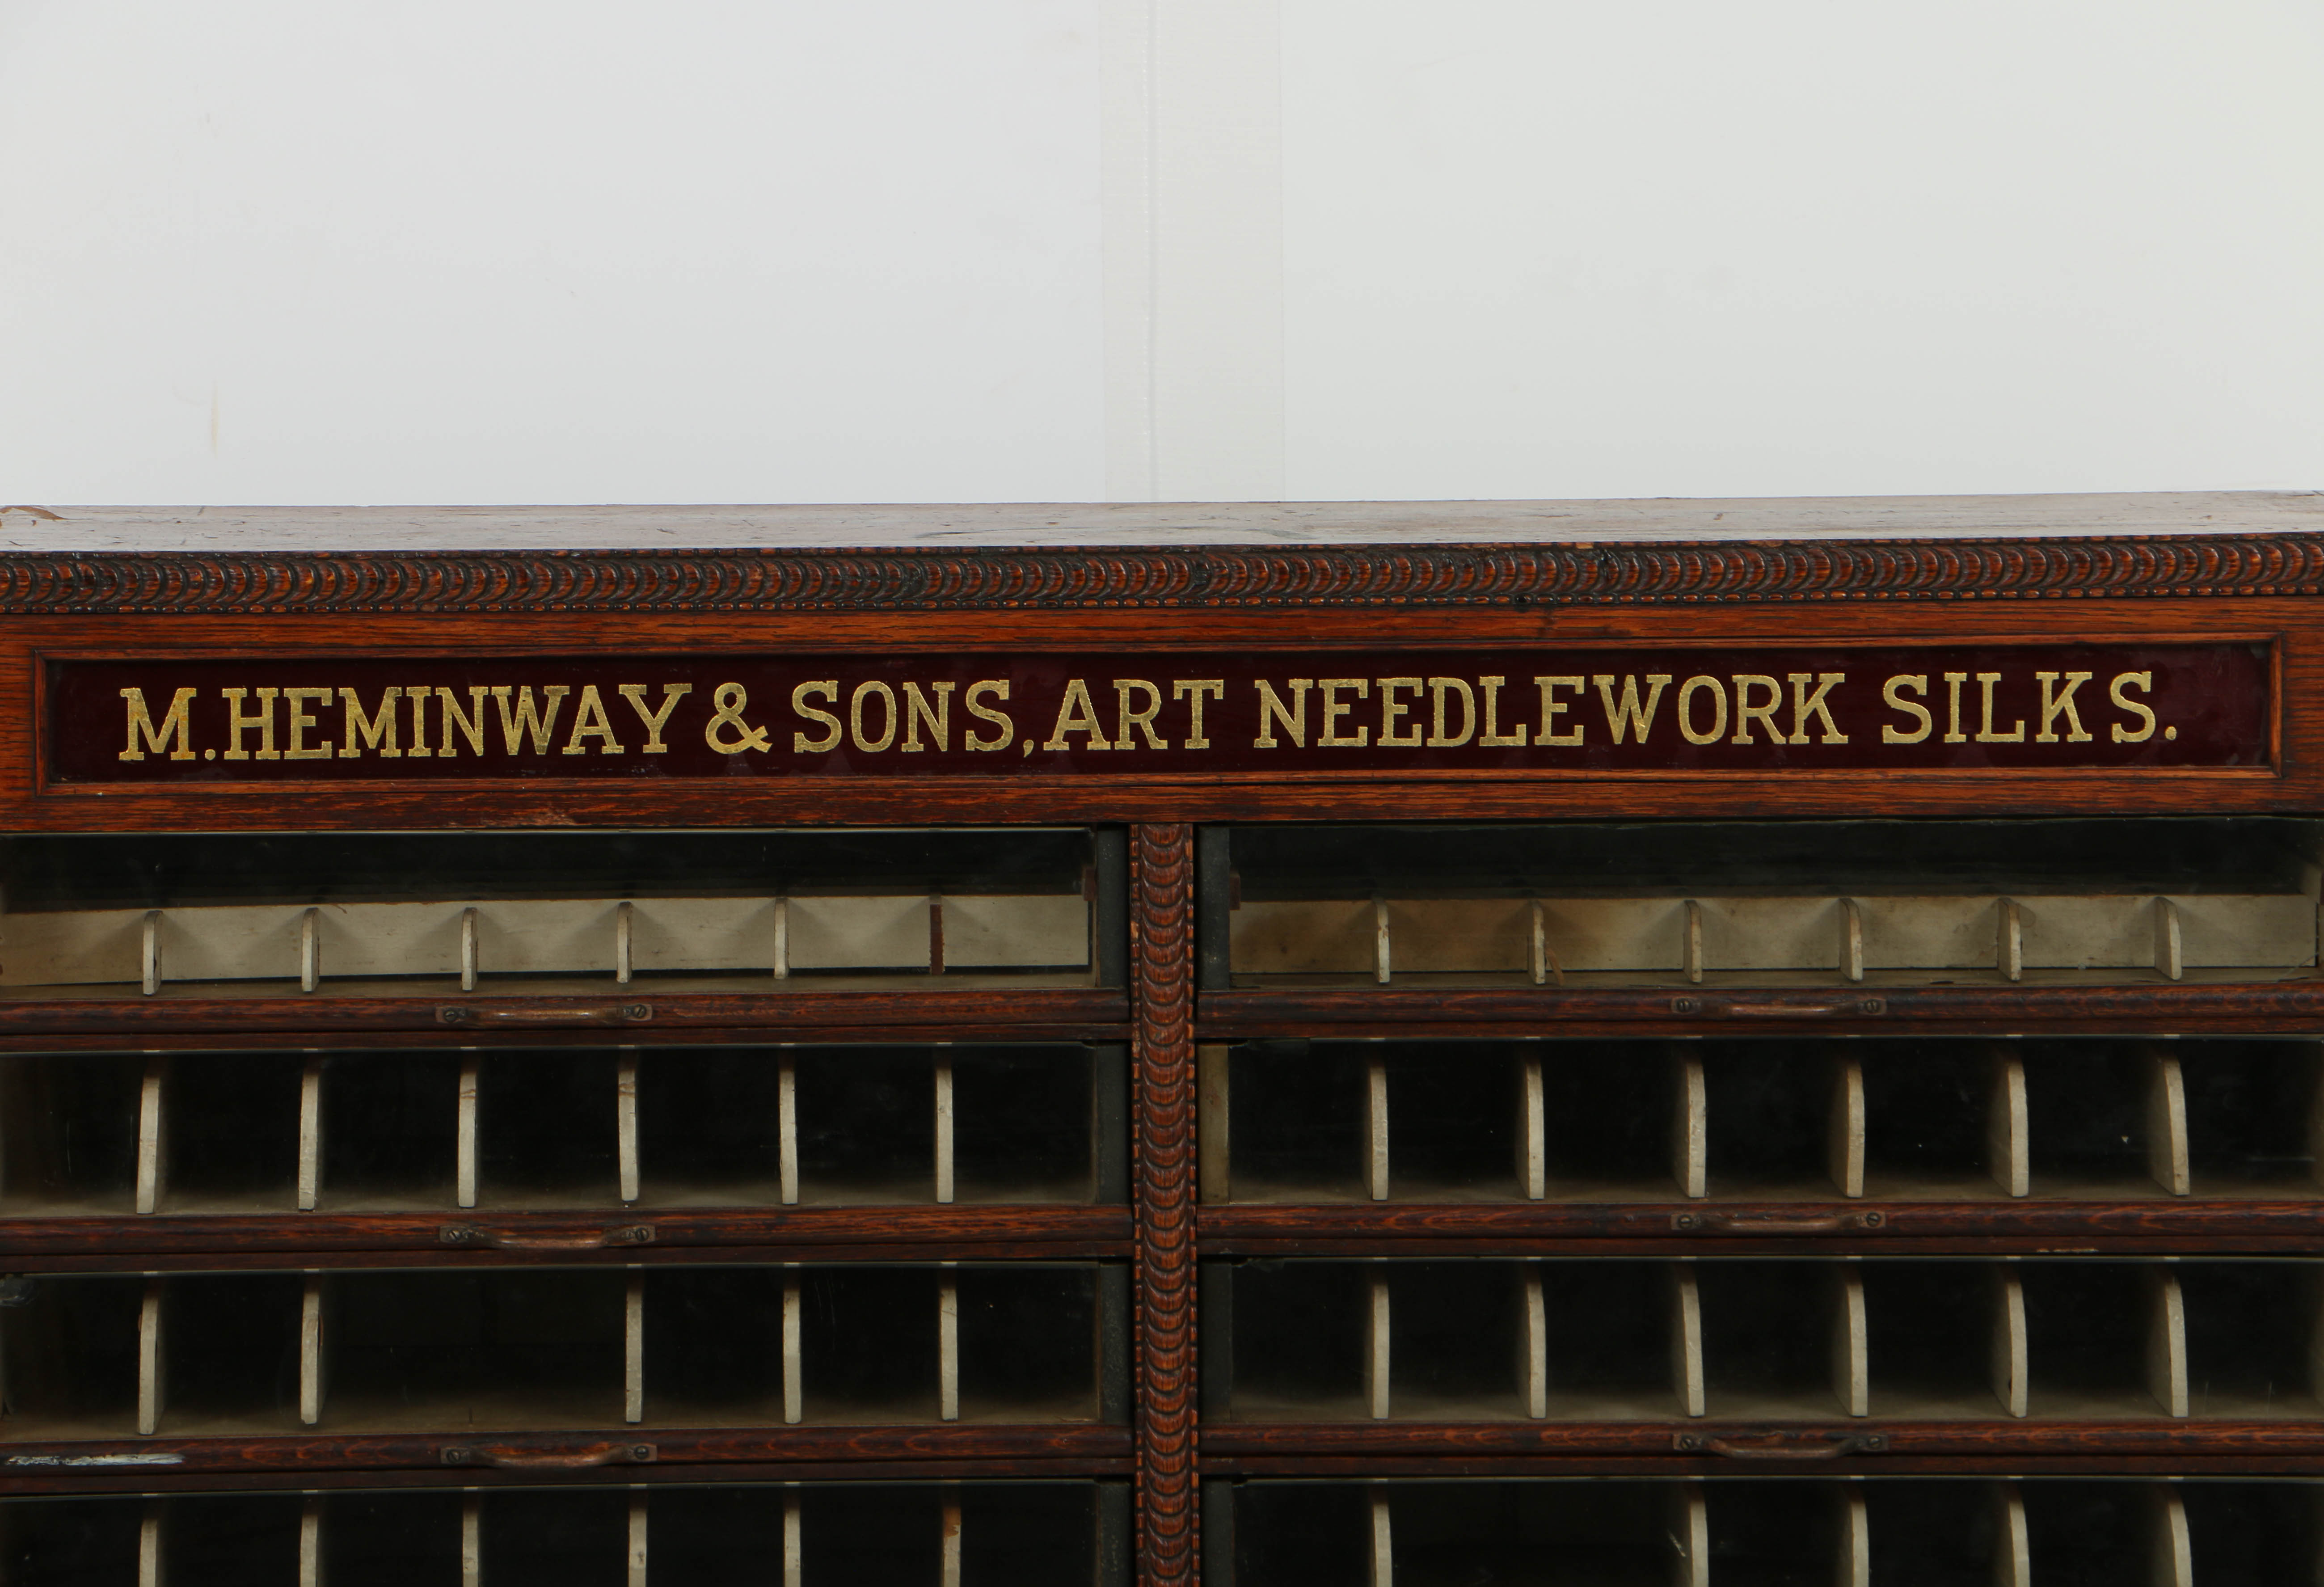 M. HEMINWAY & SONS, ART NEEDLEWORK SILKS.